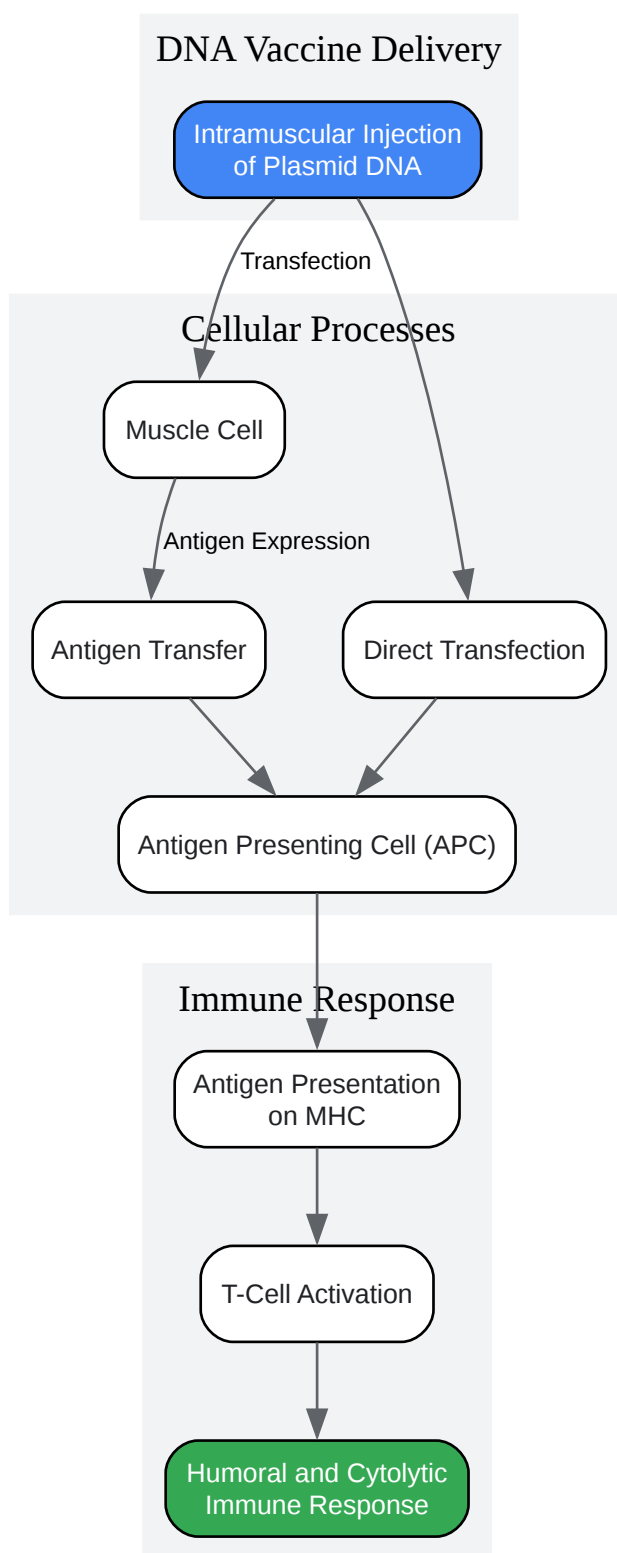 DNA Vaccine Delivery
Intramuscular Injection
of Plasmid DNA
Transfection
Cellular Processes
Muscle Cell
Antigen Expression
Antigen Transfer
Direct Transfection
Antigen Presenting Cell (APC)
Immune Response
Antigen Presentation
on MHC
T-Cell Activation
Humoral and Cytolytic
Immune Response